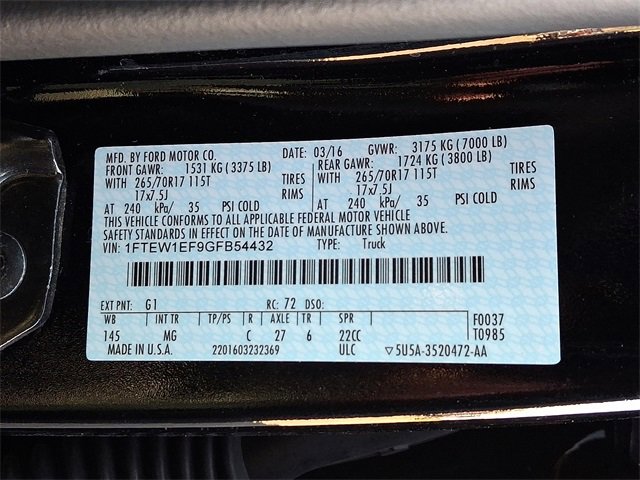 MFD. BY FORD MOTOR CO. DATE: 03/16 GVWR: 3175 KG ( 7000 LB)
FRONT GAWR: 1531 KG ( 3375 LB) REAR GAWR: 1724 KG ( 3800 LB)
WITH 265/70R17 115T TIRES WITH 265/70R17 115T TIRES
17x7.5J RIMS 17x7.5J RIMS
AT 240 kPa/ 35 PSI COLD AT 240 kPa/ 35 PSI COLD
THIS VEHICLE CONFORMS TO ALL APPLICABLE FEDERAL MOTOR VEHICLE
SAFETY STANDARDS IN EFFECT ON THE DATE OF MANUFACTURE SHOWN ABOVE.
VIN: 1FTEW1EF9GFB54432 TYPE: Truck
EXT PNT: G1 RC: 72 DSO:
WB INT TR TP/PS R AXLE TR SPR F0037
145 MG C 27 6 22CC T0985
MADE IN U.S.A. 2201603232369 ULC ▽5U5A-3520472-AA